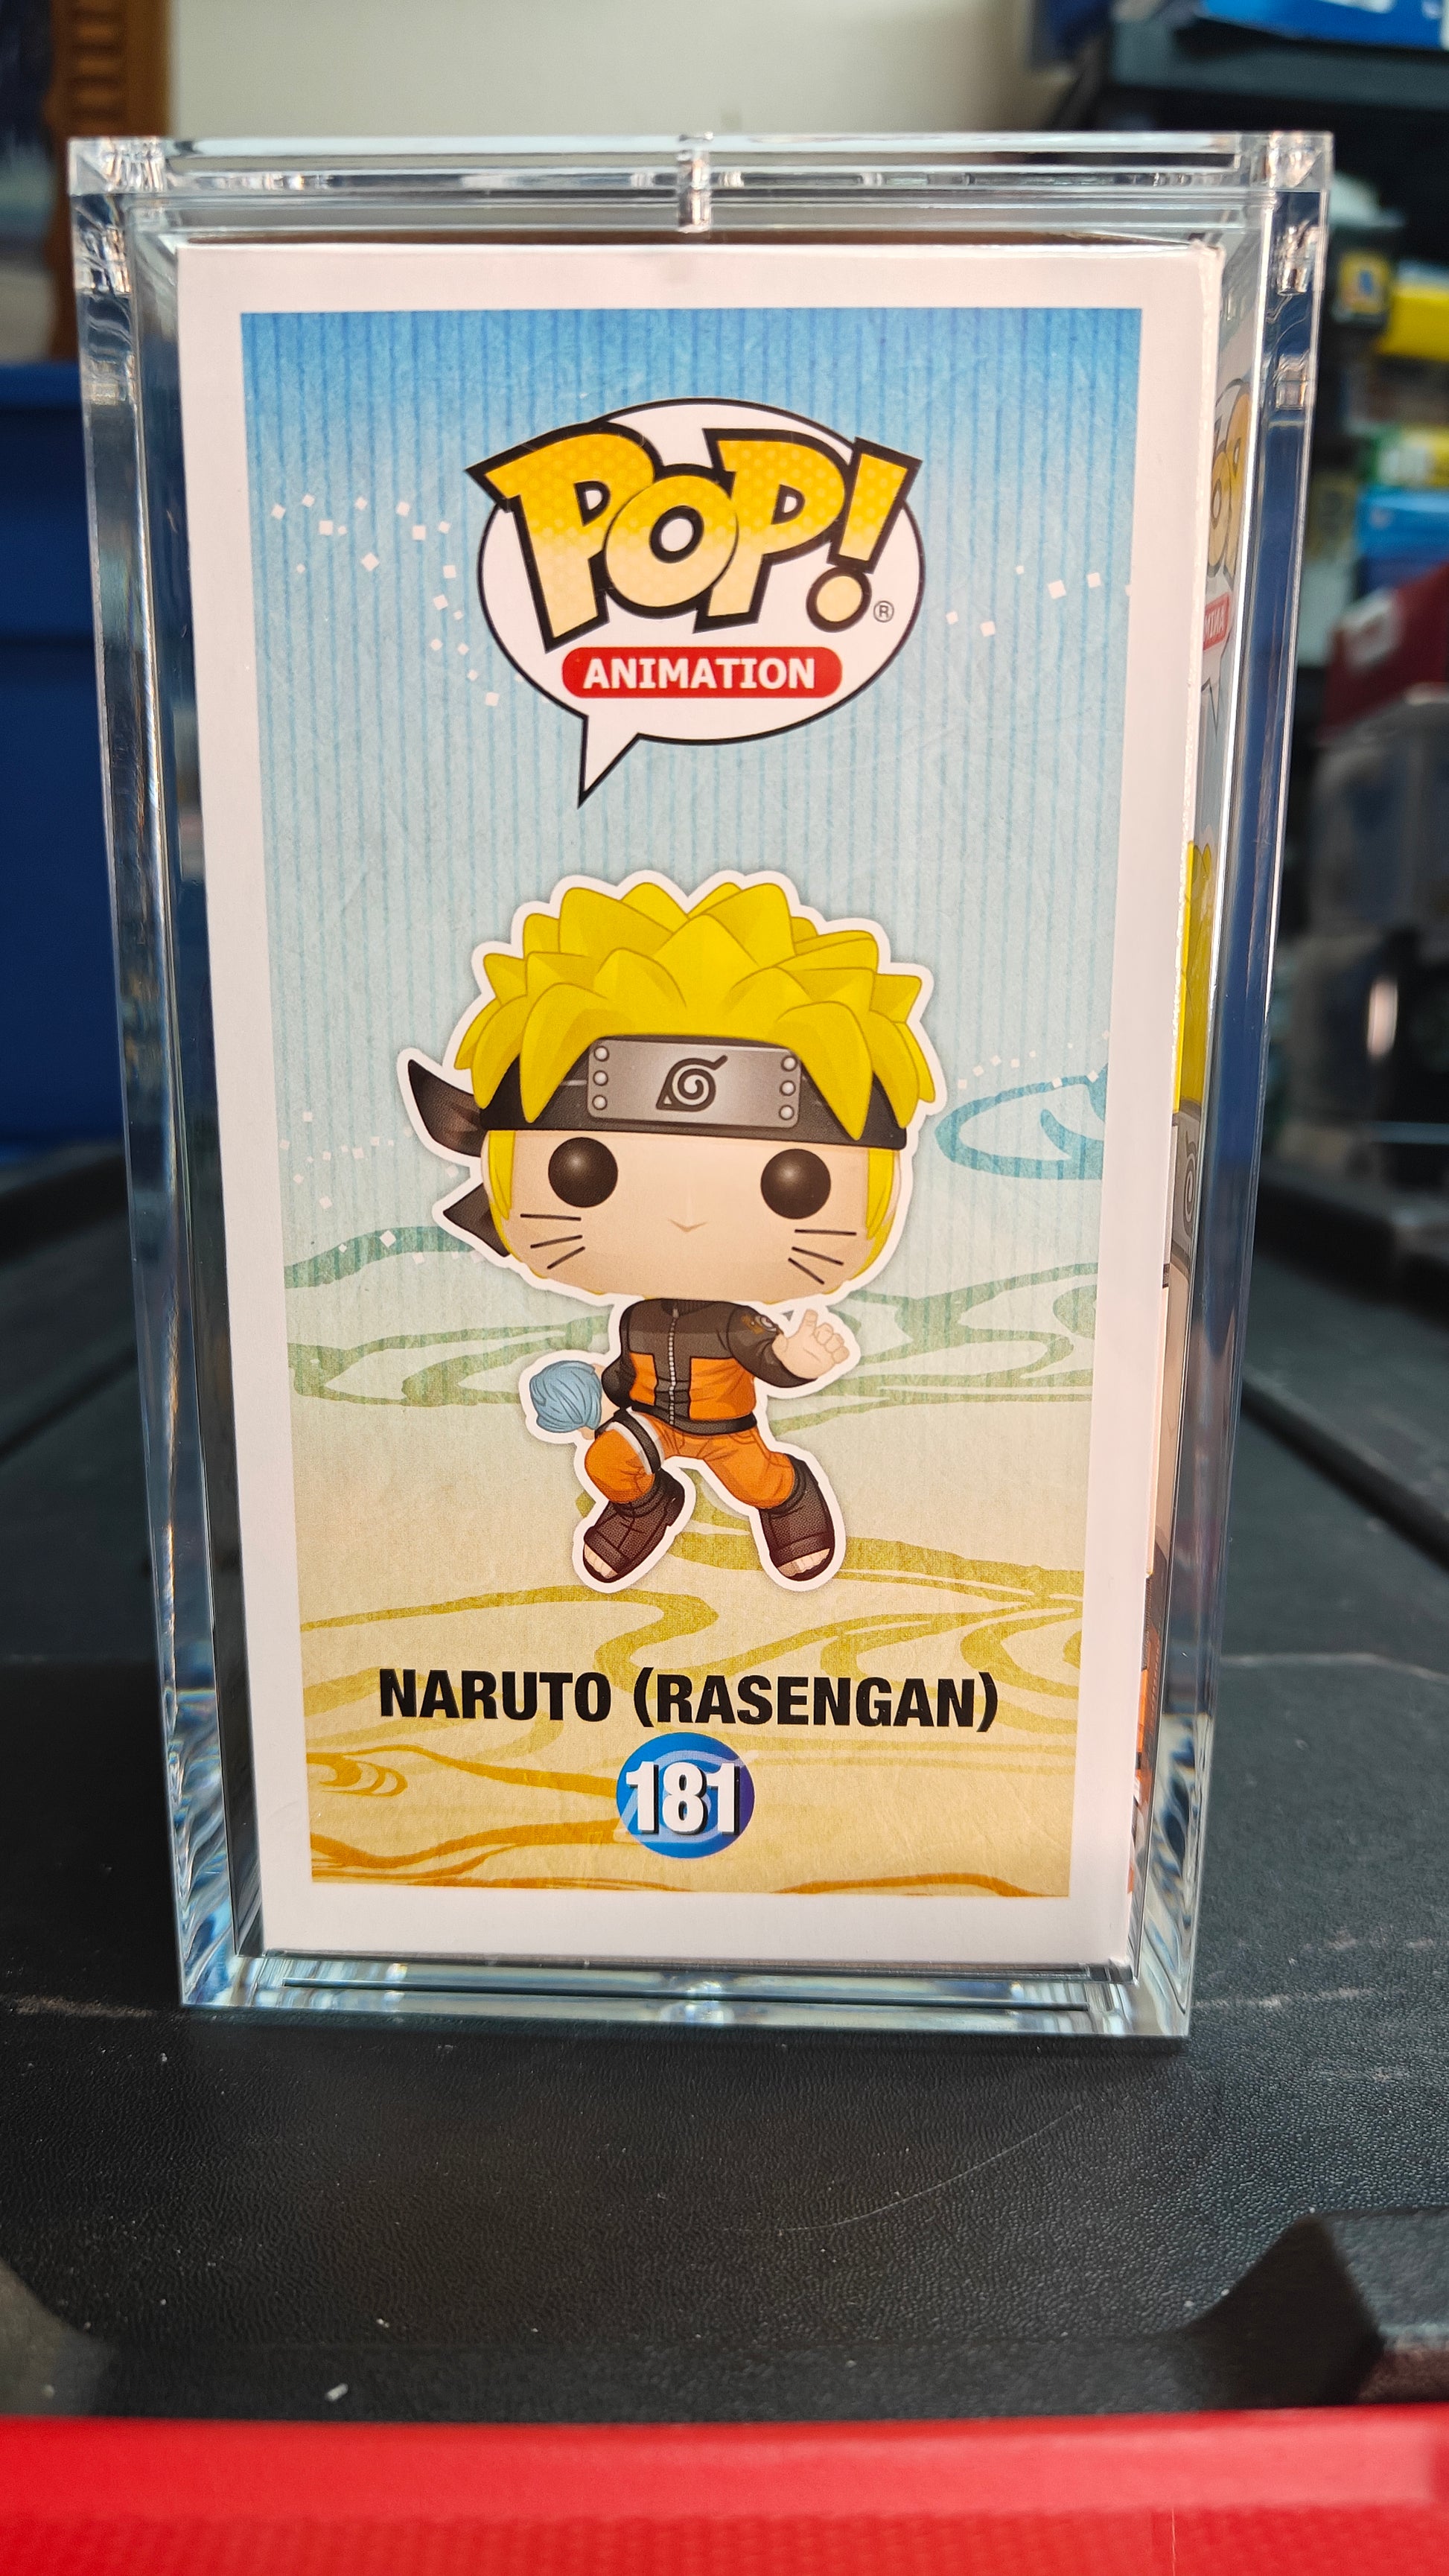 POP!®
ANIMATION
NARUTO (RASENGAN)
181